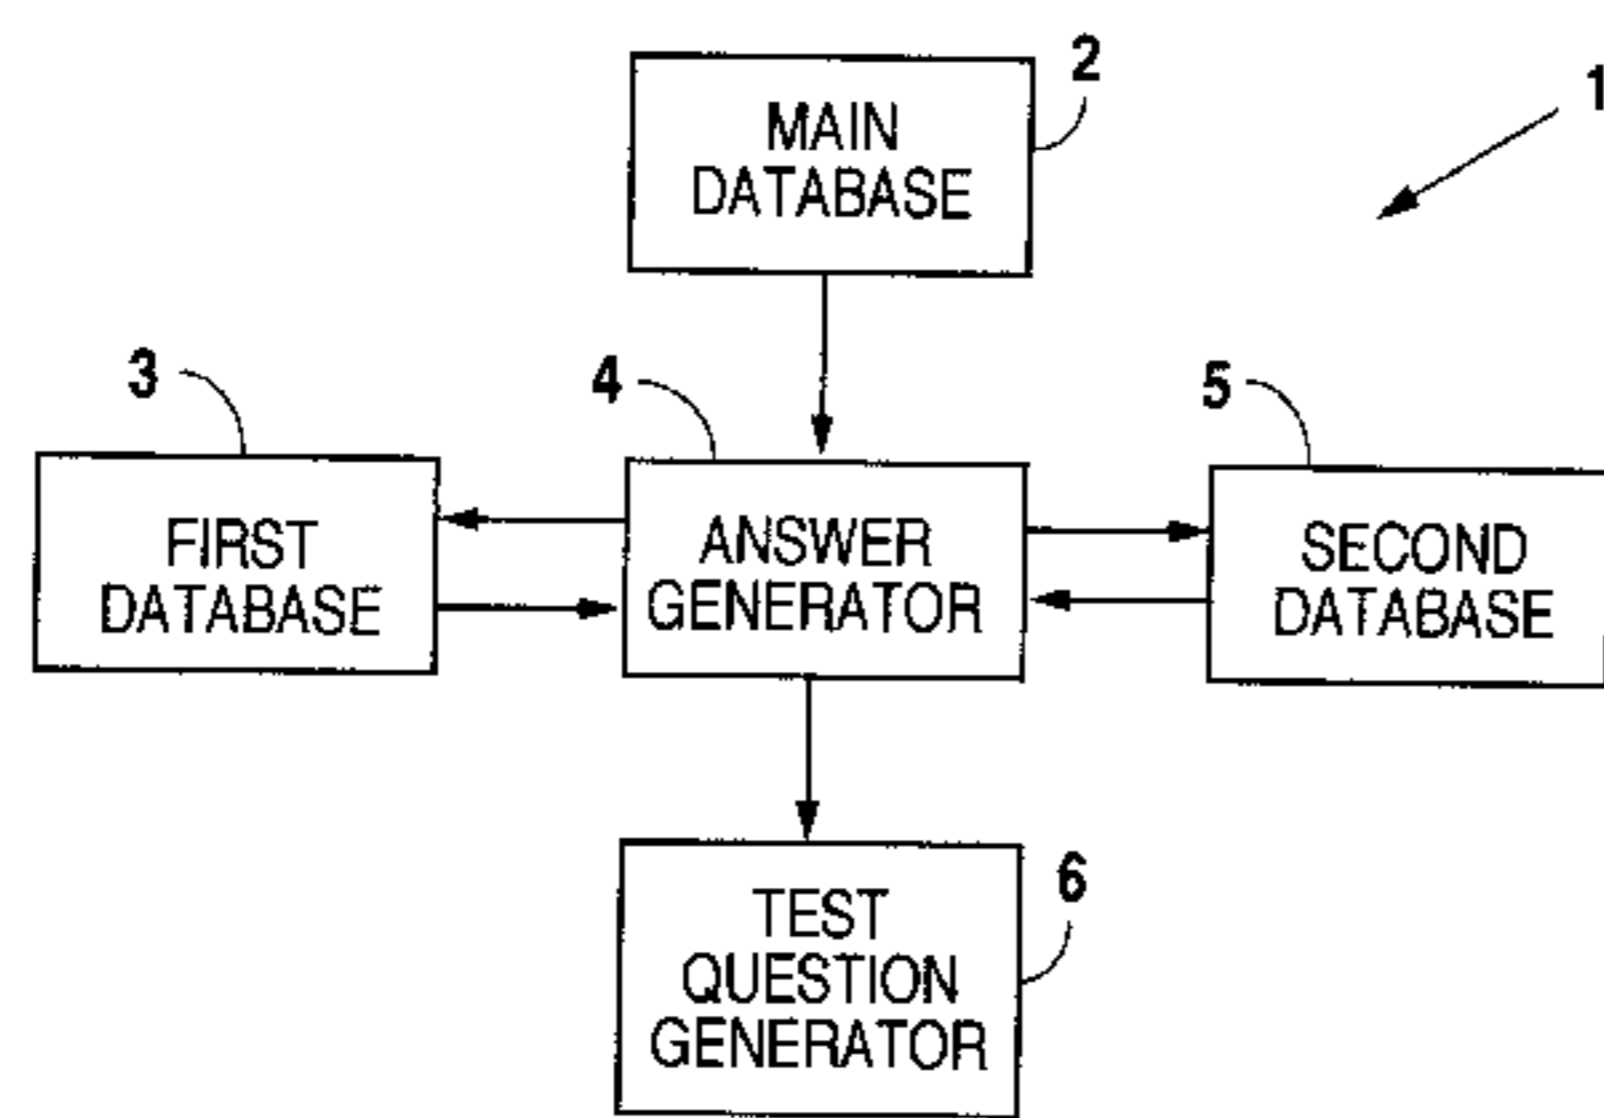 2
1
MAIN
DATABASE
3
4
5
FIRST
DATABASE
ANSWER
GENERATOR
SECOND
DATABASE
6
TEST
QUESTION
GENERATOR